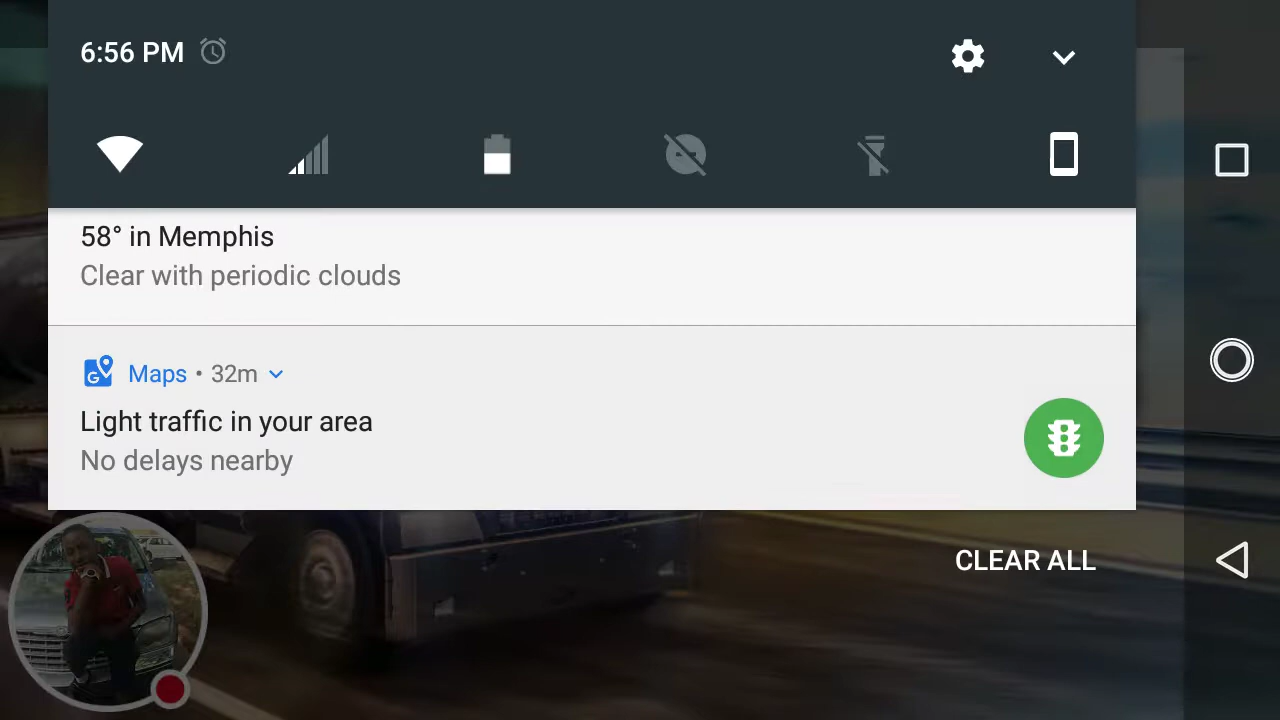 6:56 PM
58° in Memphis
Clear with periodic clouds
Maps • 32m
Light traffic in your area
No delays nearby
CLEAR ALL